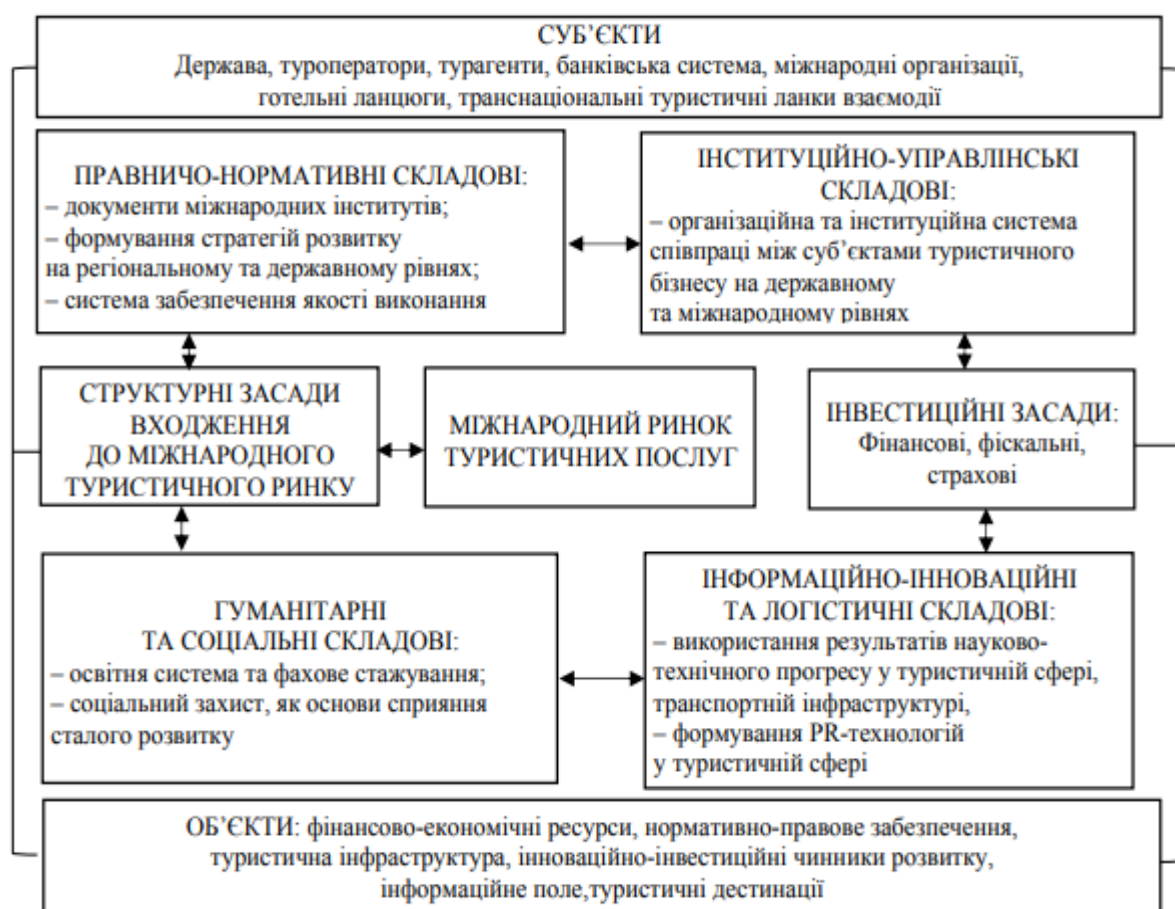 СУБ’ЄКТИ
Держава, туроператори, турагенти, банківська система, міжнародні організації,
готельні ланцюги, транснаціональні туристичні ланки взаємодії
ПРАВНИЧО-НОРМАТИВНІ СКЛАДОВІ:
– документи міжнародних інститутів;
– формування стратегій розвитку
на регіональному та державному рівнях;
– система забезпечення якості виконання
ІНСТИТУЦІЙНО-УПРАВЛІНСЬКІ
СКЛАДОВІ:
– організаційна та інституційна система
співпраці між суб’єктами туристичного
бізнесу на державному
та міжнародному рівнях
СТРУКТУРНІ ЗАСАДИ
ВХОДЖЕННЯ
ДО МІЖНАРОДНОГО
ТУРИСТИЧНОГО РИНКУ
МІЖНАРОДНИЙ РИНОК
ТУРИСТИЧНИХ ПОСЛУГ
ІНВЕСТИЦІЙНІ ЗАСАДИ:
Фінансові, фіскальні,
страхові
ГУМАНІТАРНІ
ТА СОЦІАЛЬНІ СКЛАДОВІ:
– освітня система та фахове стажування;
– соціальний захист, як основи сприяння
сталого розвитку
ІНФОРМАЦІЙНО-ІННОВАЦІЙНІ
ТА ЛОГІСТИЧНІ СКЛАДОВІ:
– використання результатів науково-
технічного прогресу у туристичній сфері,
транспортній інфраструктурі,
– формування PR-технологій
у туристичній сфері
ОБ’ЄКТИ: фінансово-економічні ресурси, нормативно-правове забезпечення,
туристична інфраструктура, інноваційно-інвестиційні чинники розвитку,
інформаційне поле,туристичні дестинації